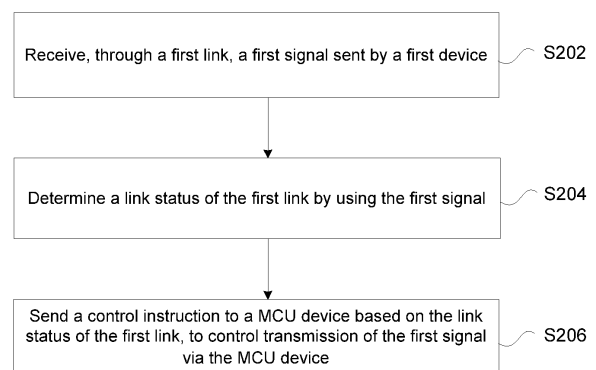 Receive, through a first link, a first signal sent by a first device
S202
Determine a link status of the first link by using the first signal
S204
Send a control instruction to a MCU device based on the link
status of the first link, to control transmission of the first signal
via the MCU device
S206